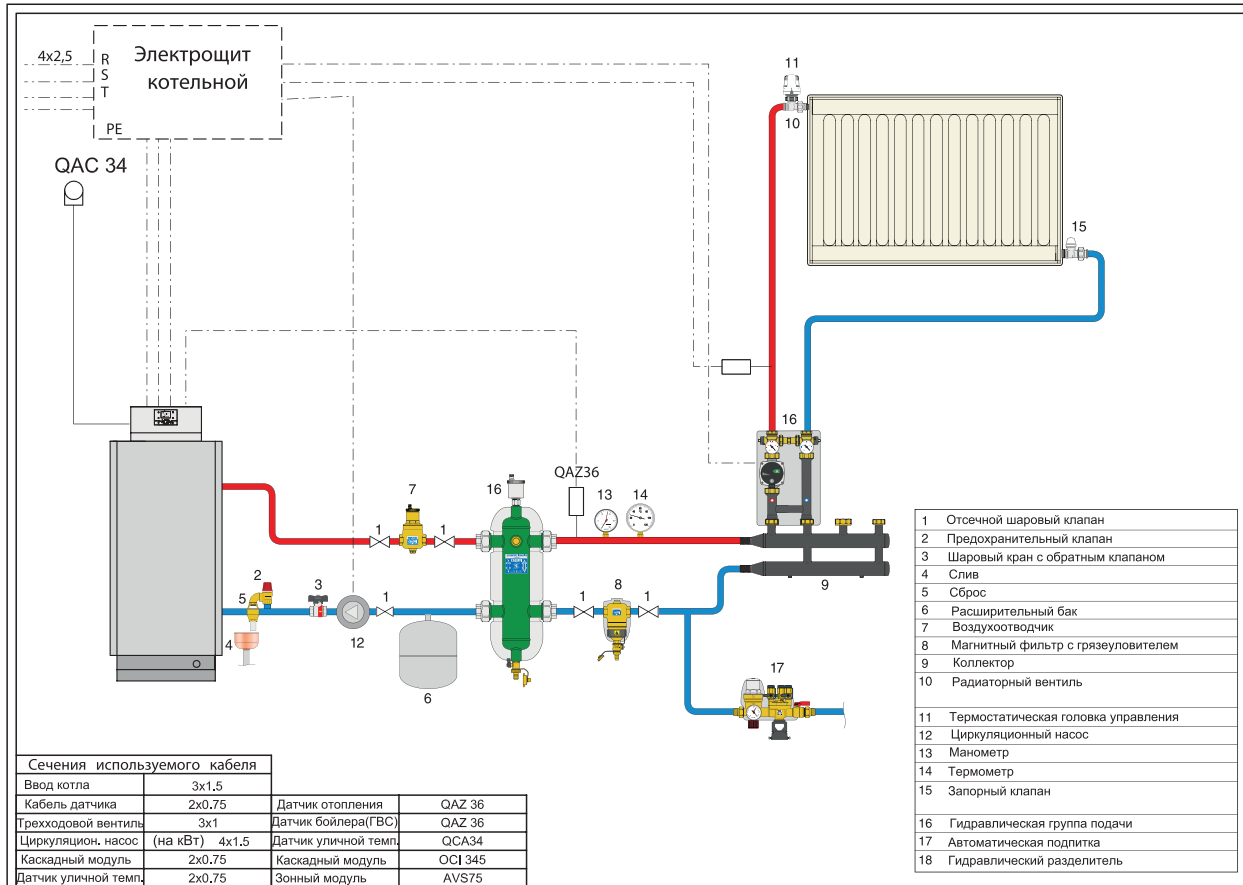 4x2,5
R
S
T
PE
Электрощит
котельной
QAC 34
11
10
15
16
QAZ36
7
16
13
14
1
1
2
5
3
1
8
1
1
9
4
12
6
17
1 Отсечной шаровый клапан
2 Предохранительный клапан
3 Шаровый кран с обратным клапаном
4 Слив
5 Сброс
6 Расширительный бак
7 Воздухоотводчик
8 Магнитный фильтр с грязеуловителем
9 Коллектор
10 Радиаторный вентиль
11 Термостатическая головка управления
12 Циркуляционный насос
13 Манометр
14 Термометр
15 Запорный клапан
16 Гидравлическая группа подачи
17 Автоматическая подпитка
18 Гидравлический разделитель
Сечения используемого кабеля
Ввод котла 3x1.5
Кабель датчика 2x0.75 Датчик отопления QAZ 36
Трехходовой вентиль 3x1 Датчик бойлера(ГВС) QAZ 36
Циркуляцион. насос (на кВт) 4x1.5 Датчик уличной темп. QCA34
Каскадный модуль 2x0.75 Каскадный модуль OCI 345
Датчик уличной темп. 2x0.75 Зонный модуль AVS75